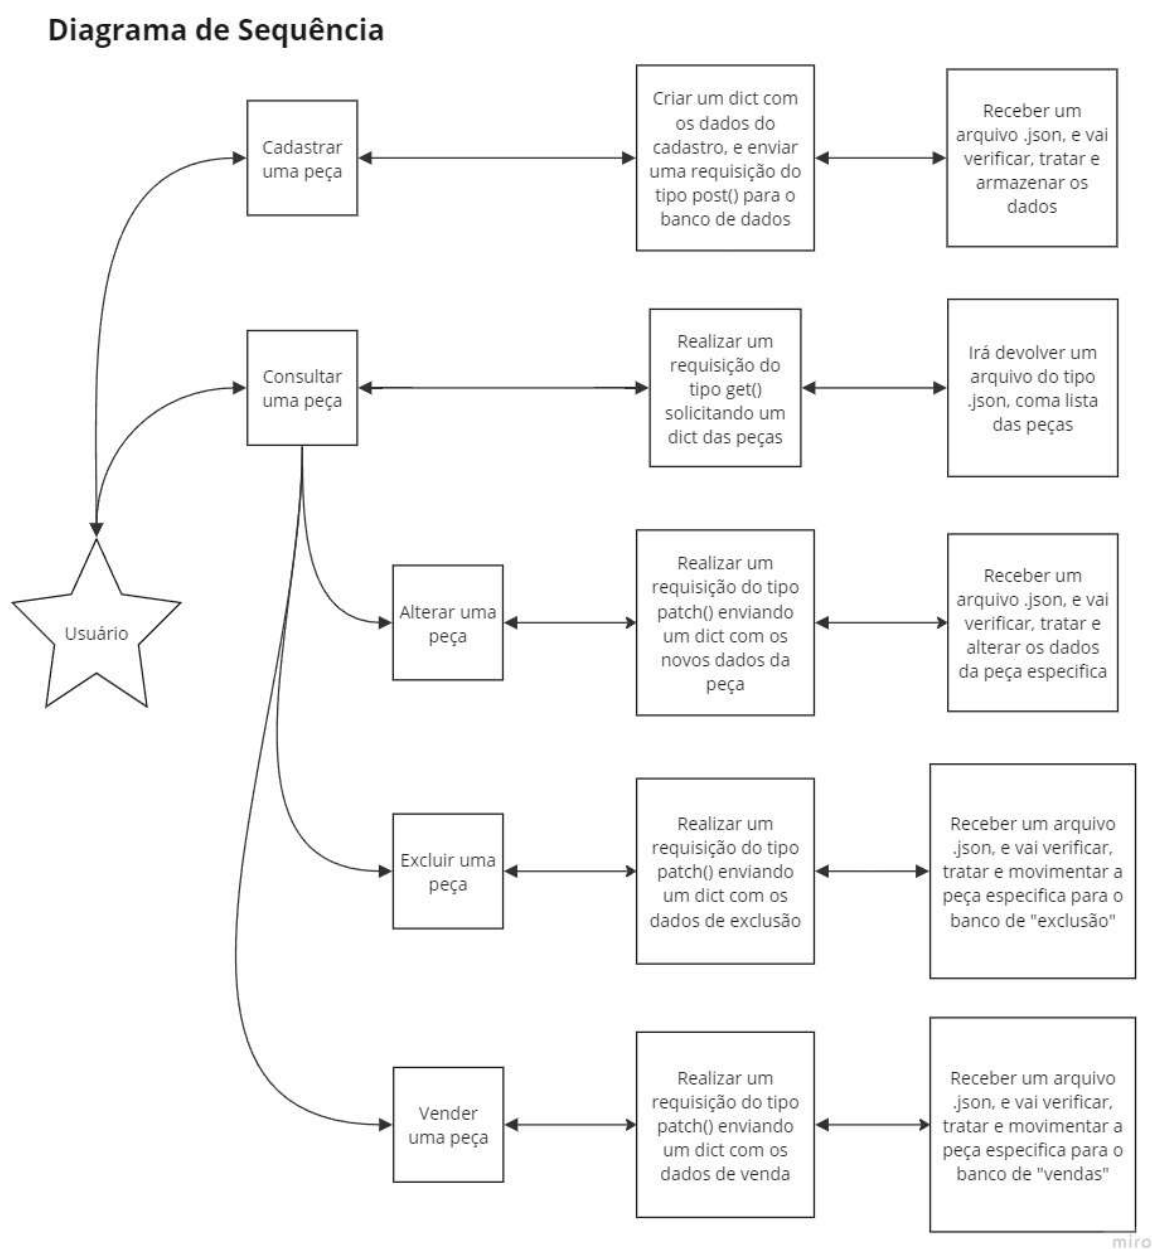 Diagrama de Sequência
Cadastrar
uma peça
Criar um dict com
os dados do
cadastro, e enviar
uma requisição do
tipo post() para o
banco de dados
Receber um
arquivo .json, e vai
verificar, tratar e
armazenar os
dados
Consultar
uma peça
Realizar um
requisição do
tipo get()
solicitando um
dict das peças
Irá devolver um
arquivo do tipo
.json, coma lista
das peças
Usuário
Alterar uma
peça
Realizar um
requisição do tipo
patch() enviando
um dict com os
novos dados da
peça
Receber um
arquivo .json, e vai
verificar, tratar e
alterar os dados
da peça especifica
Excluir uma
peça
Realizar um
requisição do tipo
patch() enviando
um dict com os
dados de exclusão
Receber um arquivo
.json, e vai verificar,
tratar e movimentar a
peça especifica para o
banco de "exclusão"
Vender
uma peça
Realizar um
requisição do tipo
patch() enviando
um dict com os
dados de venda
Receber um arquivo
.json, e vai verificar,
tratar e movimentar a
peça especifica para o
banco de "vendas"
miro